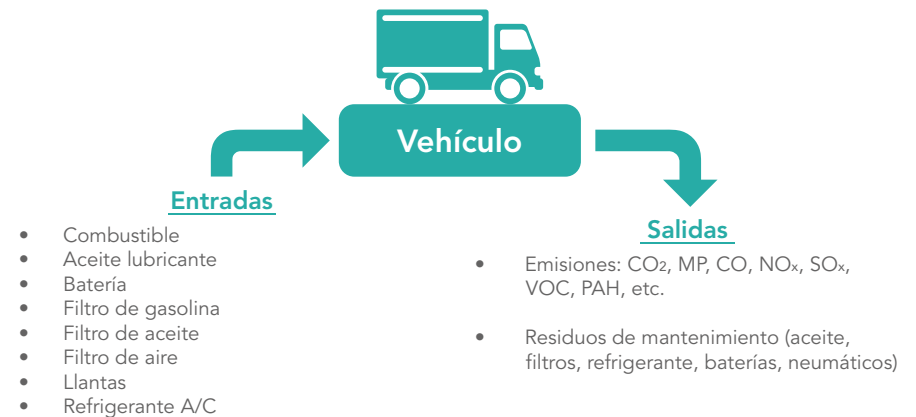 Vehículo
Entradas
• Combustible
• Aceite lubricante
• Batería
• Filtro de gasolina
• Filtro de aceite
• Filtro de aire
• Llantas
• Refrigerante A/C
Salidas
• Emisiones: CO₂, MP, CO, NOₓ, SOₓ,
VOC, PAH, etc.
• Residuos de mantenimiento (aceite,
filtros, refrigerante, baterías, neumáticos)